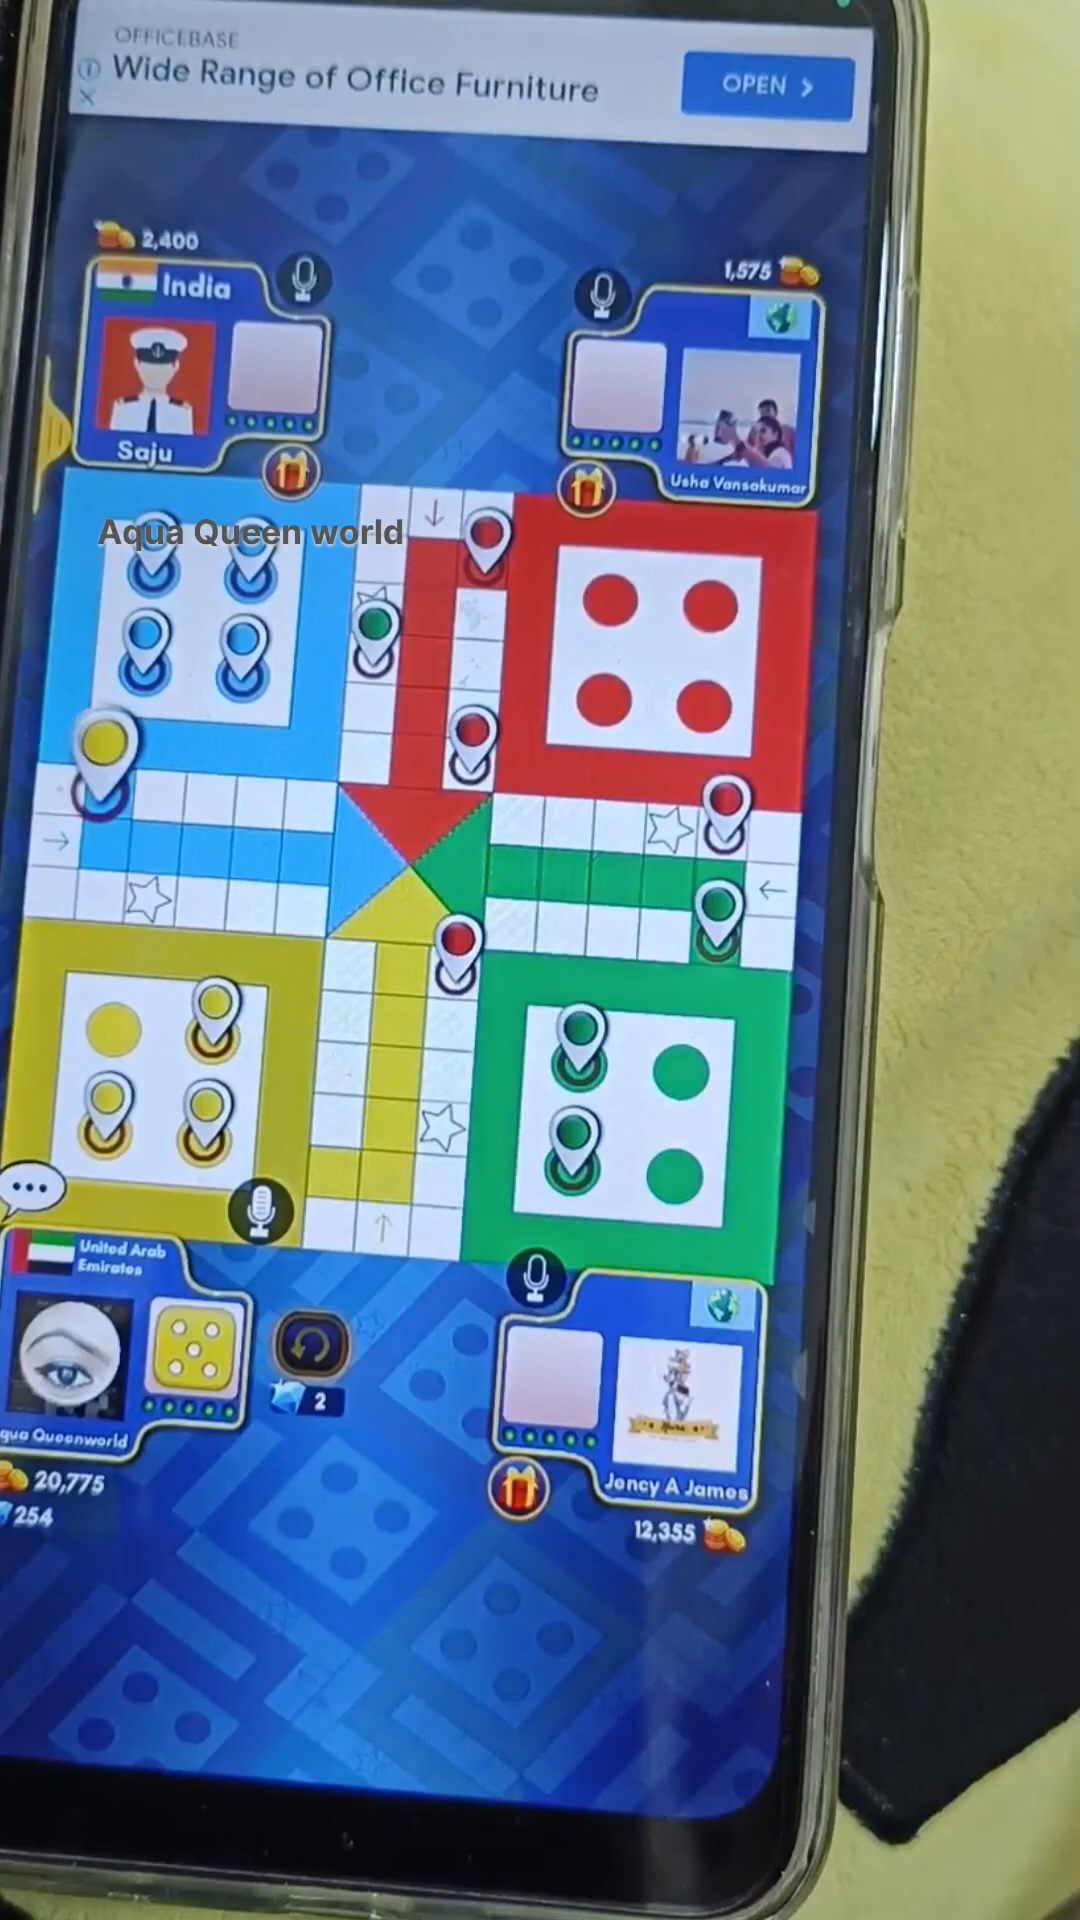 OFFICEBASE
Wide Range of Office Furniture
OPEN
2,400
India
Saju
1,575
Usha Vansakumar
Aqua Queen world
United Arab
Emirates
2
qua Queenworld
20,775
254
Jency A James
12,355